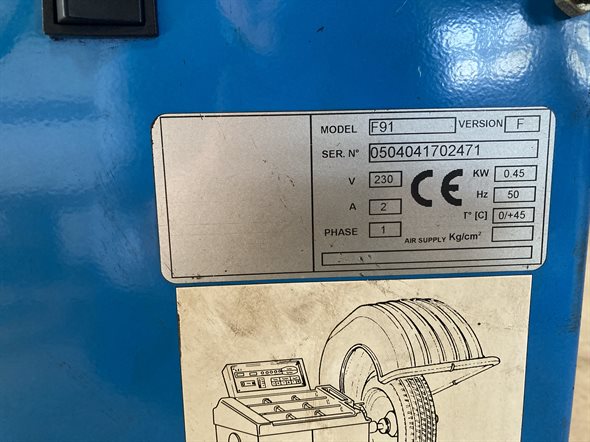 MODEL F91 VERSION F
SER. N° 0504041702471
V 230 CE KW 0.45
Hz 50
A 2 T° [C] 0/+45
PHASE 1 AIR SUPPLY Kg/cm²